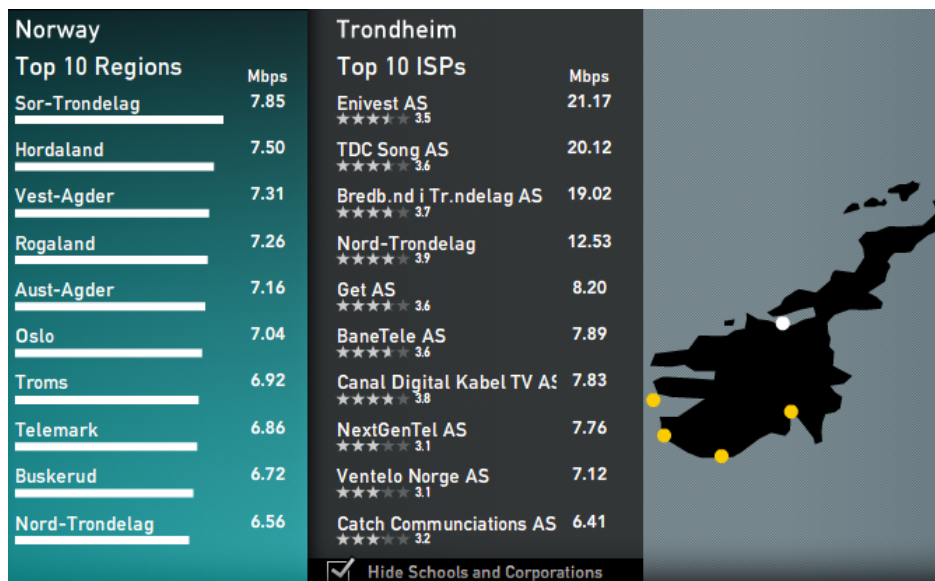 Norway
Top 10 Regions
Mbps
Sor-Trondelag 7.85
Hordaland 7.50
Vest-Agder 7.31
Rogaland 7.26
Aust-Agder 7.16
Oslo 7.04
Troms 6.92
Telemark 6.86
Buskerud 6.72
Nord-Trondelag 6.56
Trondheim
Top 10 ISPs
Mbps
Enivest AS 21.17
3.5
TDC Song AS 20.12
3.6
Bredb.nd i Tr.ndelag AS 19.02
3.7
Nord-Trondelag 12.53
3.9
Get AS 8.20
3.6
BaneTele AS 7.89
3.6
Canal Digital Kabel TV AS 7.83
3.8
NextGenTel AS 7.76
3.1
Ventelo Norge AS 7.12
3.1
Catch Communciations AS 6.41
3.2
Hide Schools and Corporations